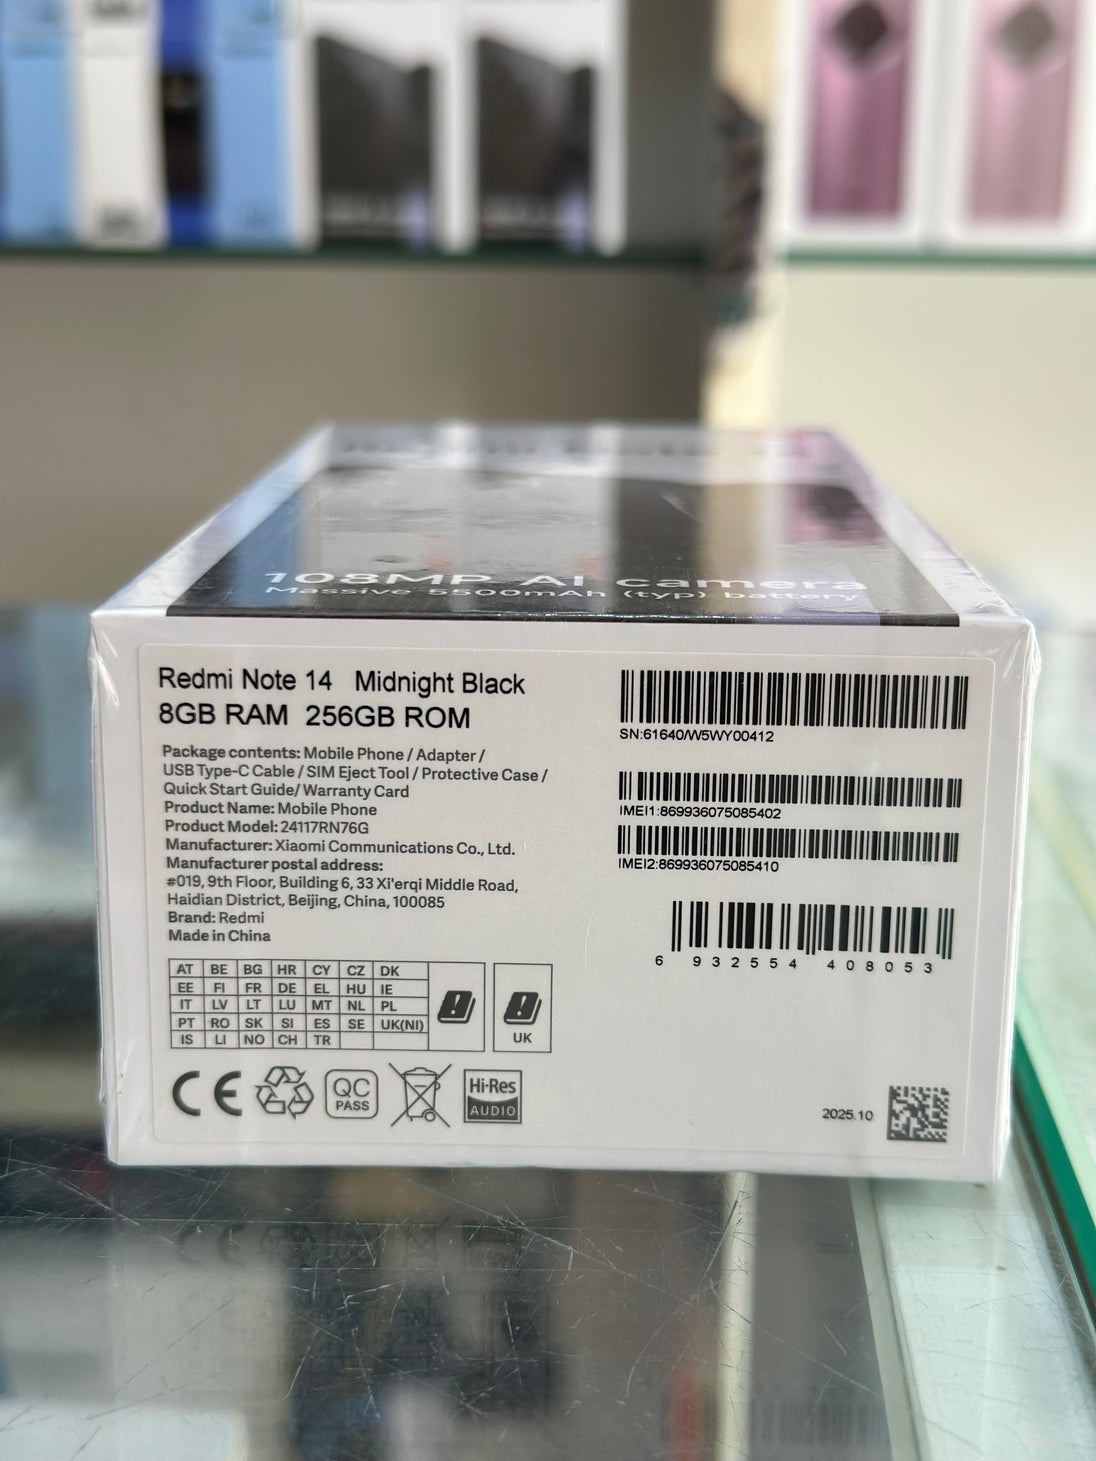 108MP AI camera
Massive 5500mAh (typ) battery
Redmi Note 14 Midnight Black
8GB RAM 256GB ROM
Package contents: Mobile Phone / Adapter /
USB Type-C Cable / SIM Eject Tool / Protective Case /
Quick Start Guide/ Warranty Card
Product Name: Mobile Phone
Product Model: 24117RN76G
Manufacturer: Xiaomi Communications Co., Ltd.
Manufacturer postal address:
#019, 9th Floor, Building 6, 33 Xi'erqi Middle Road,
Haidian District, Beijing, China, 100085
Brand: Redmi
Made in China
AT BE BG HR CY CZ DK
EE FI FR DE EL HU IE
IT LV LT LU MT NL PL
PT RO SK SI ES SE UK(NI)
IS LI NO CH TR
UK
CE
QC
PASS
Hi-Res
AUDIO
SN:61640/W5WY00412
IMEI1:869936075085402
IMEI2:869936075085410
6 932554 408053
2025.10